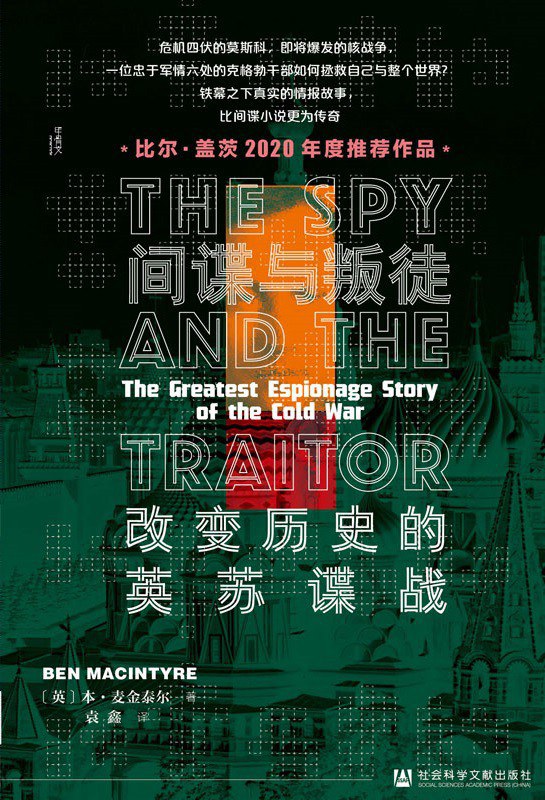 危机四伏的莫斯科，即将爆发的核战争，
一位忠于军情六处的克格勃干部如何拯救自己与整个世界？
铁幕之下真实的情报故事，
比间谍小说更为传奇
*比尔·盖茨2020年度推荐作品*
THE SPY
间谍与叛徒
AND THE
The Greatest Espionage Story
of the Cold War
TRAITOR
改变历史的
英苏谍战
BEN MACINTYRE
［英］本·麦金泰尔 著
袁鑫 译
社会科学文献出版社
SOCIAL SCIENCES ACADEMIC PRESS (CHINA)